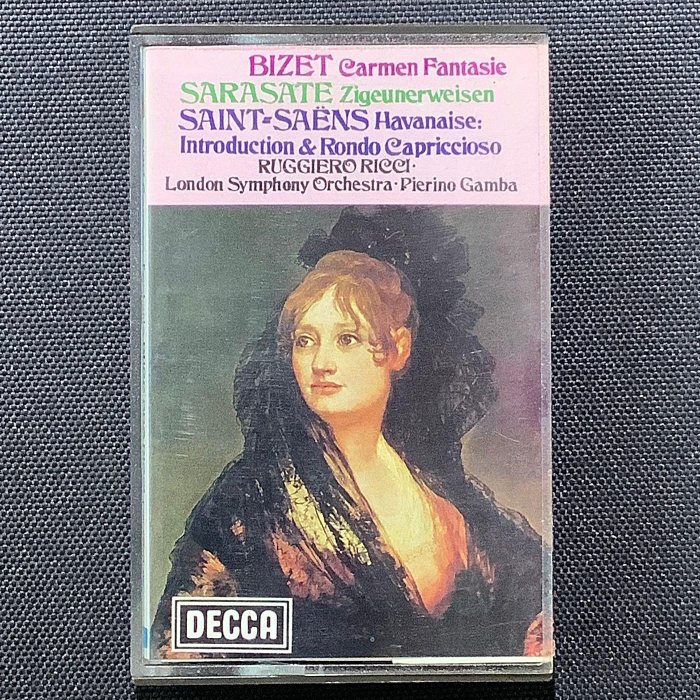 BIZET Carmen Fantasie
SARASATE Zigeunerweisen
SAINT-SAËNS Havanaise:
Introduction & Rondo Capriccioso
RUGGIERO RICCI·
London Symphony Orchestra·Pierino Gamba
DECCA